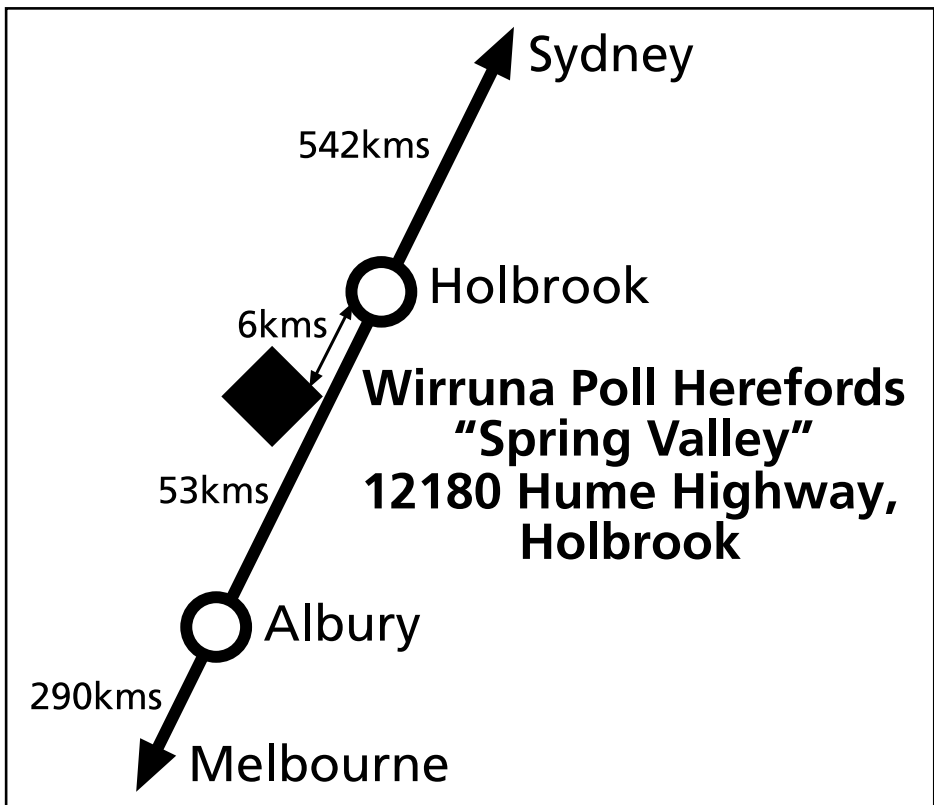 Sydney
542kms
Holbrook
6kms
Wirruna Poll Herefords
“Spring Valley”
12180 Hume Highway,
Holbrook
53kms
Albury
290kms
Melbourne